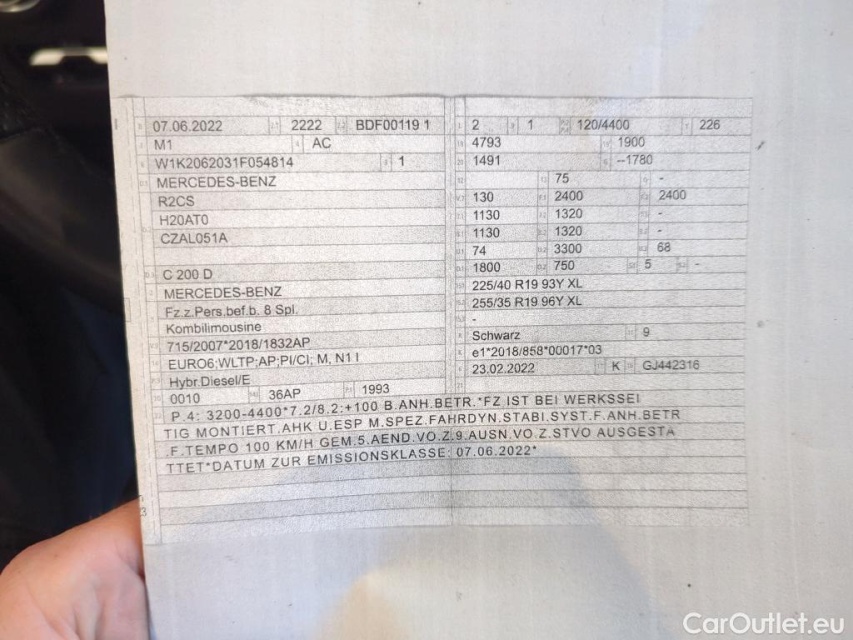 07.06.2022 2222 BDF00119 1
M1 AC
W1K2062031F054814 1
MERCEDES-BENZ
R2CS
H20AT0
CZAL051A
C 200 D
MERCEDES-BENZ
Fz.z.Pers.bef.b. 8 Spl.
Kombilimousine
715/2007*2018/1832AP
EURO6;WLTP;AP;PI/CI; M, N1 I
Hybr.Diesel/E
0010 36AP 1993
2 1 120/4400 226
4793 1900
1491 --1780
75 -
130 2400 2400
1130 1320 -
1130 1320 -
74 3300 68
1800 750 5 -
225/40 R19 93Y XL
255/35 R19 96Y XL
-
Schwarz 9
e1*2018/858*00017*03
23.02.2022 K GJ442316
P.4: 3200-4400*7.2/8.2:+100 B.ANH.BETR.*FZ IST BEI WERKSSEI
TIG MONTIERT.AHK U.ESP M.SPEZ.FAHRDYN.STABI.SYST.F.ANH.BETR
.F.TEMPO 100 KM/H GEM.5.AEND.VO.Z.9.AUSN.VO.Z.STVO AUSGESTA
TTET*DATUM ZUR EMISSIONSKLASSE: 07.06.2022*
CarOutlet.eu